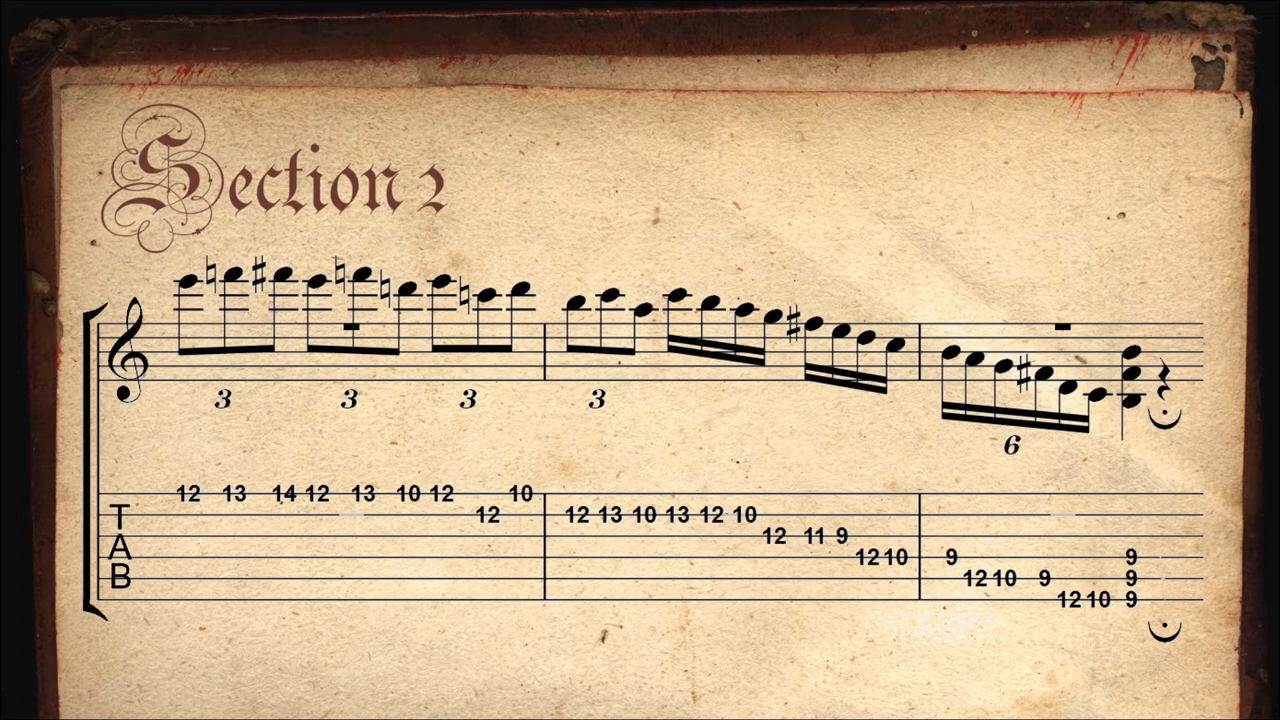 Section 2
3 3 3 3
6
12 13 14 12 13 10 12 10
T 12 12 13 10 13 12 10
A 12 11 9
12 10 9 9
B 12 10 9 9
12 10 9